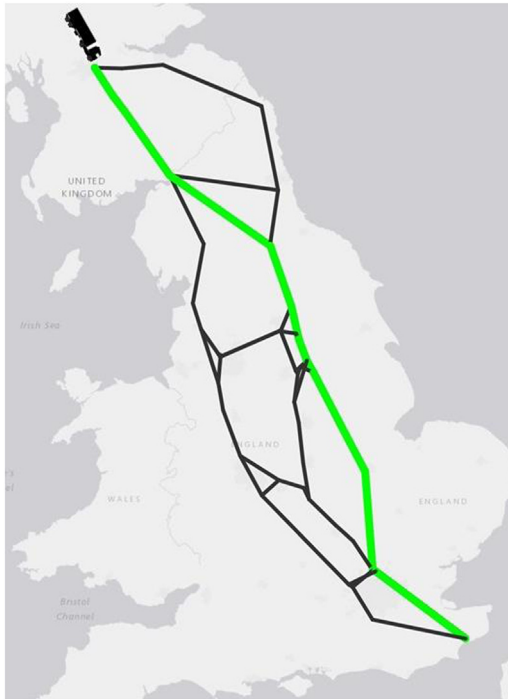 UNITED
KINGDOM
Irish Sea
ENGLAND
WALES
ENGLAND
Bristol
Channel